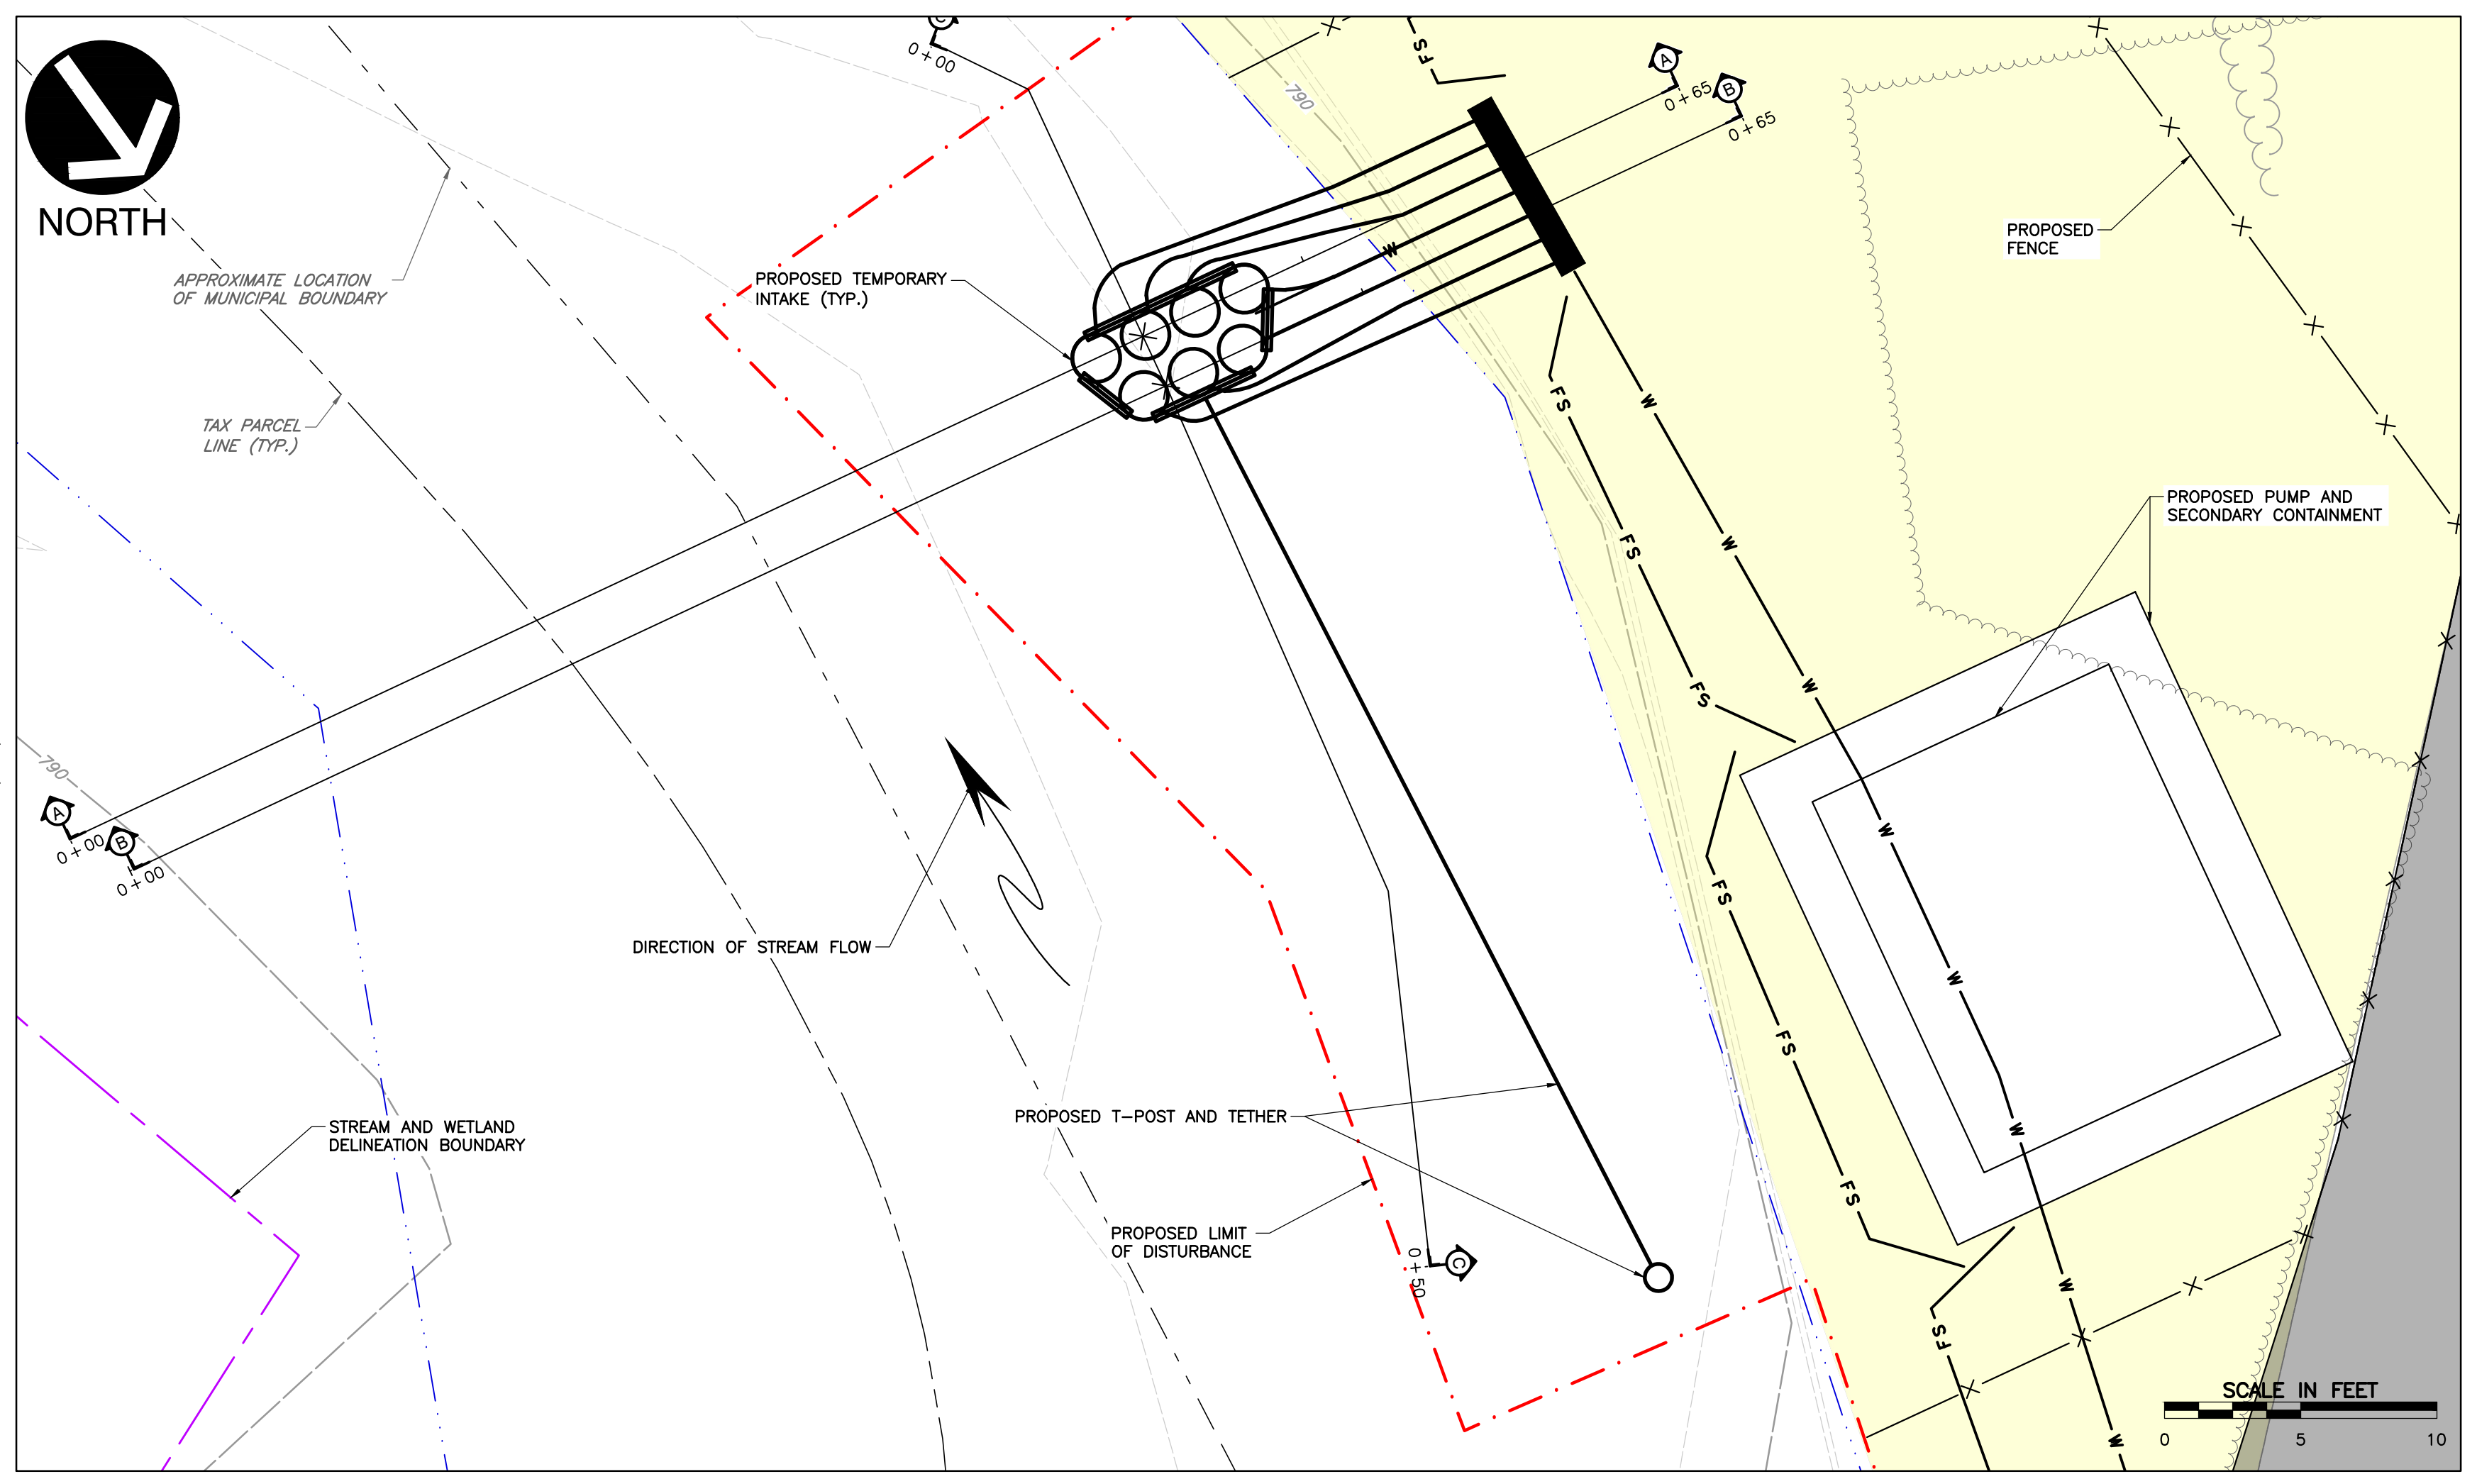 C
0+00
FS
790
A
0+65
B
0+65
NORTH
APPROXIMATE LOCATION
OF MUNICIPAL BOUNDARY
PROPOSED TEMPORARY
INTAKE (TYP.)
W
PROPOSED
FENCE
TAX PARCEL
LINE (TYP.)
FS
W
PROPOSED PUMP AND
SECONDARY CONTAINMENT
FS
W
FS
W
790
A
0+00
B
0+00
W
FS
DIRECTION OF STREAM FLOW
W
FS
STREAM AND WETLAND
DELINEATION BOUNDARY
PROPOSED T-POST AND TETHER
W
FS
PROPOSED LIMIT
OF DISTURBANCE
0+50
C
W
FS
SCALE IN FEET
0 5 10
W